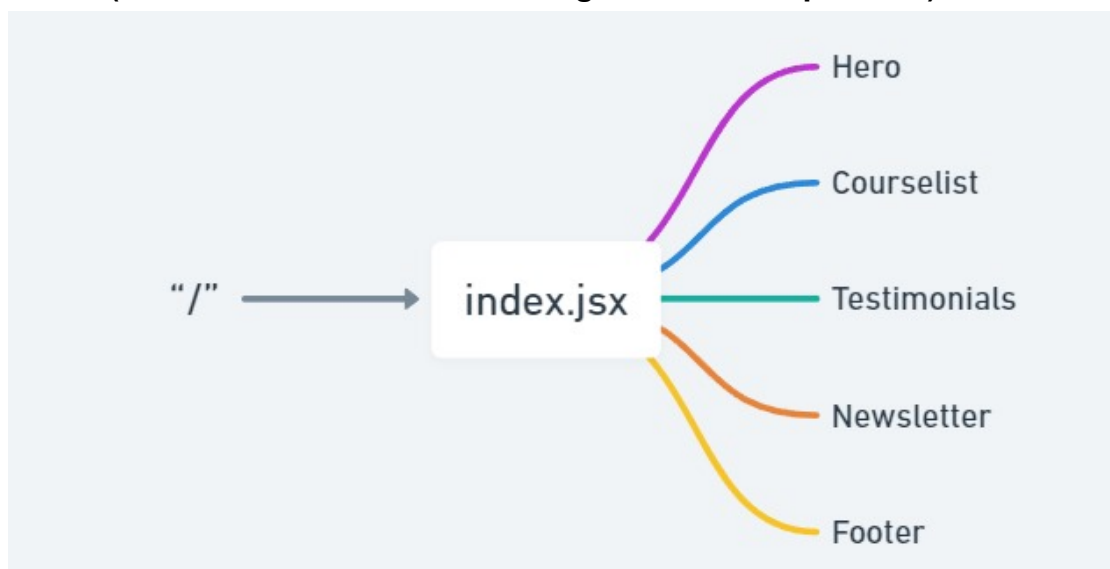 Hero
Courselist
“/”
index.jsx
Testimonials
Newsletter
Footer